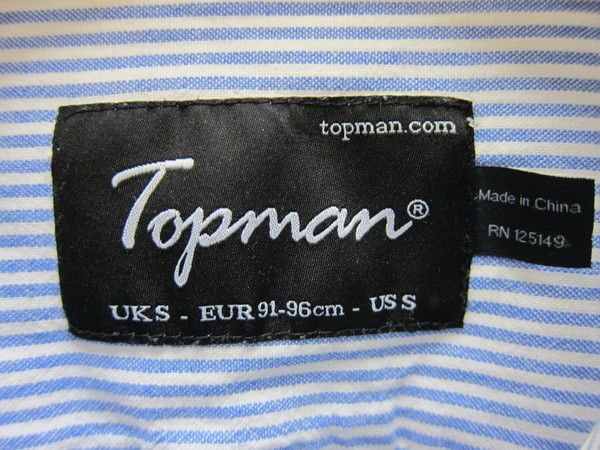 topman.com
Topman®
UK S - EUR 91-96cm - US S
Made in China
RN 125149